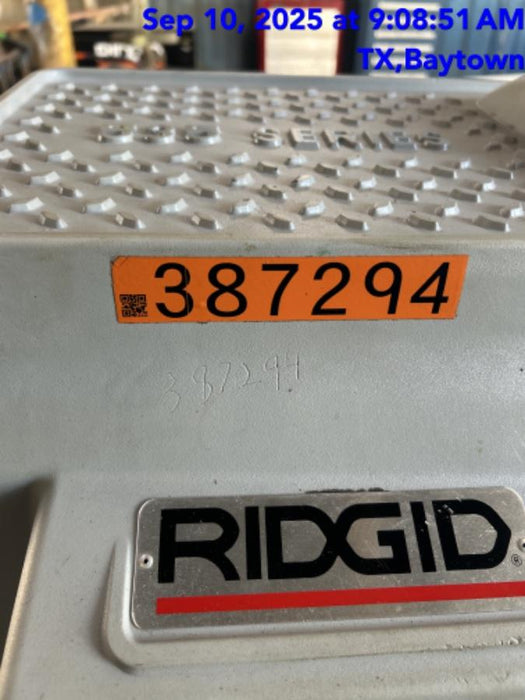 Sep 10, 2025 at 9:08:51 AM
TX,Baytown
SERIES
387294
387294
RIDGID
®